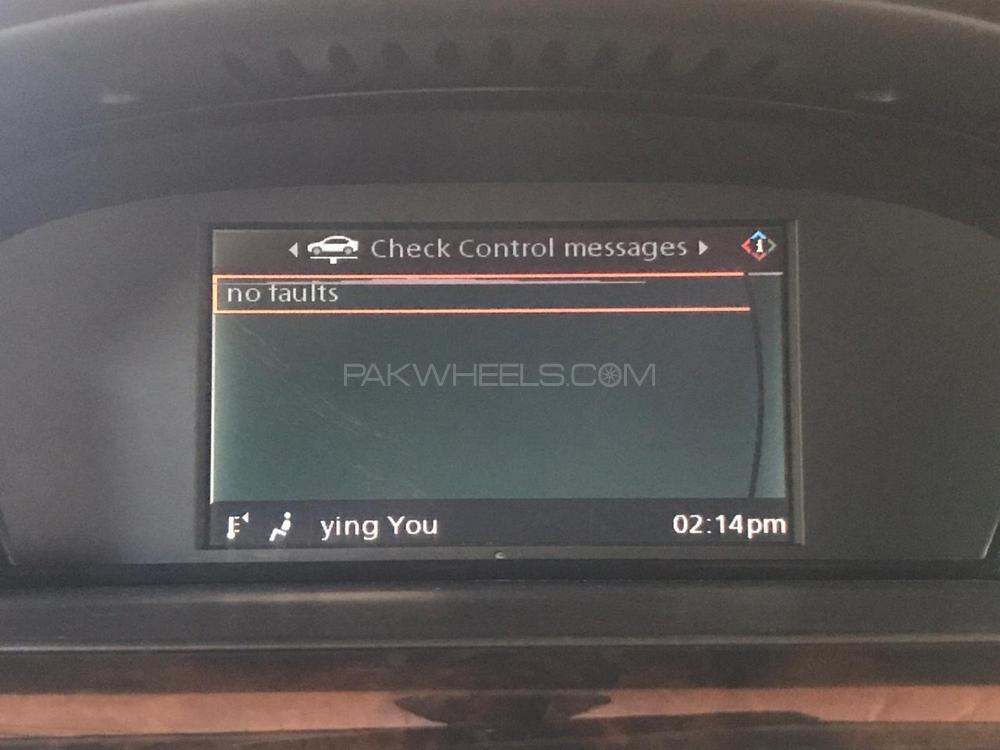 Check Control messages
no faults
PAKWHEELS.COM
ying You
02:14pm